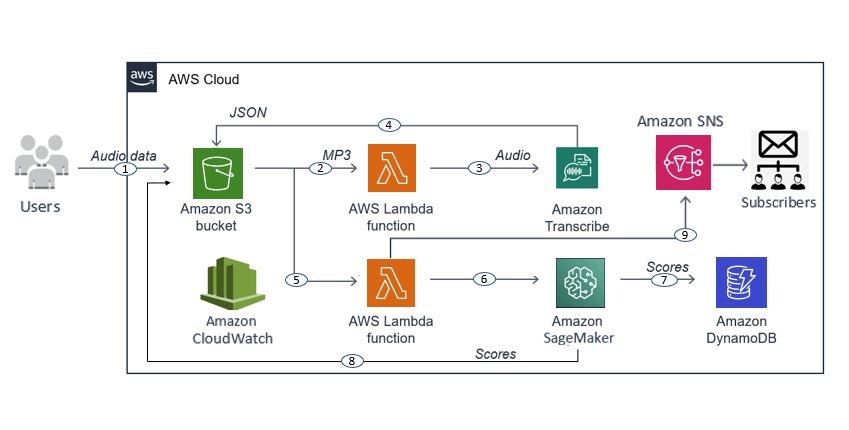 aws
AWS Cloud
JSON
4
Amazon SNS
Users
Audio data
1
Amazon S3
bucket
2
MP3
AWS Lambda
function
3
Audio
Amazon
Transcribe
Subscribers
9
5
6
Scores
7
Amazon
CloudWatch
AWS Lambda
function
Amazon
SageMaker
Amazon
DynamoDB
8
Scores